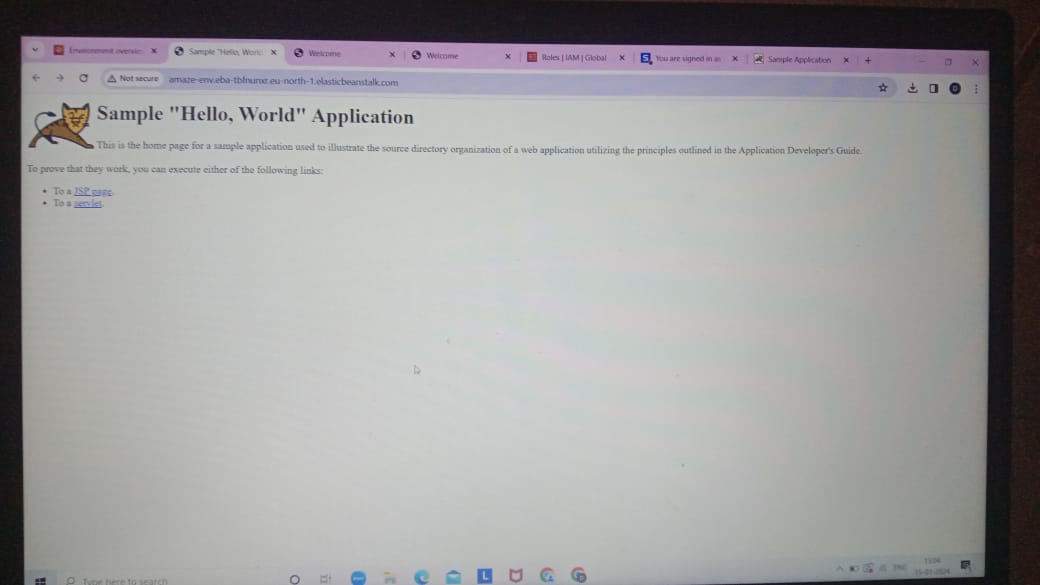 Environment overview
Sample "Hello, World
Welcome
Welcome
Roles | IAM | Global
You are signed in as
Sample Application
Not secure
amaze-env.eba-tbfnumxr.eu-north-1.elasticbeanstalk.com
Sample "Hello, World" Application
This is the home page for a sample application used to illustrate the source directory organization of a web application utilizing the principles outlined in the Application Developer's Guide.
To prove that they work, you can execute either of the following links:
• To a JSP page.
• To a servlet.
Type here to search
ENG
15-01-2024